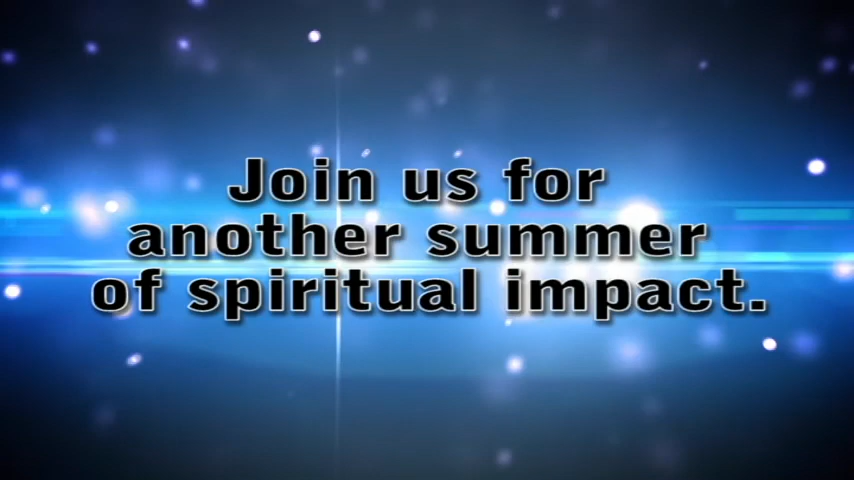 Join us for
another summer
of spiritual impact.